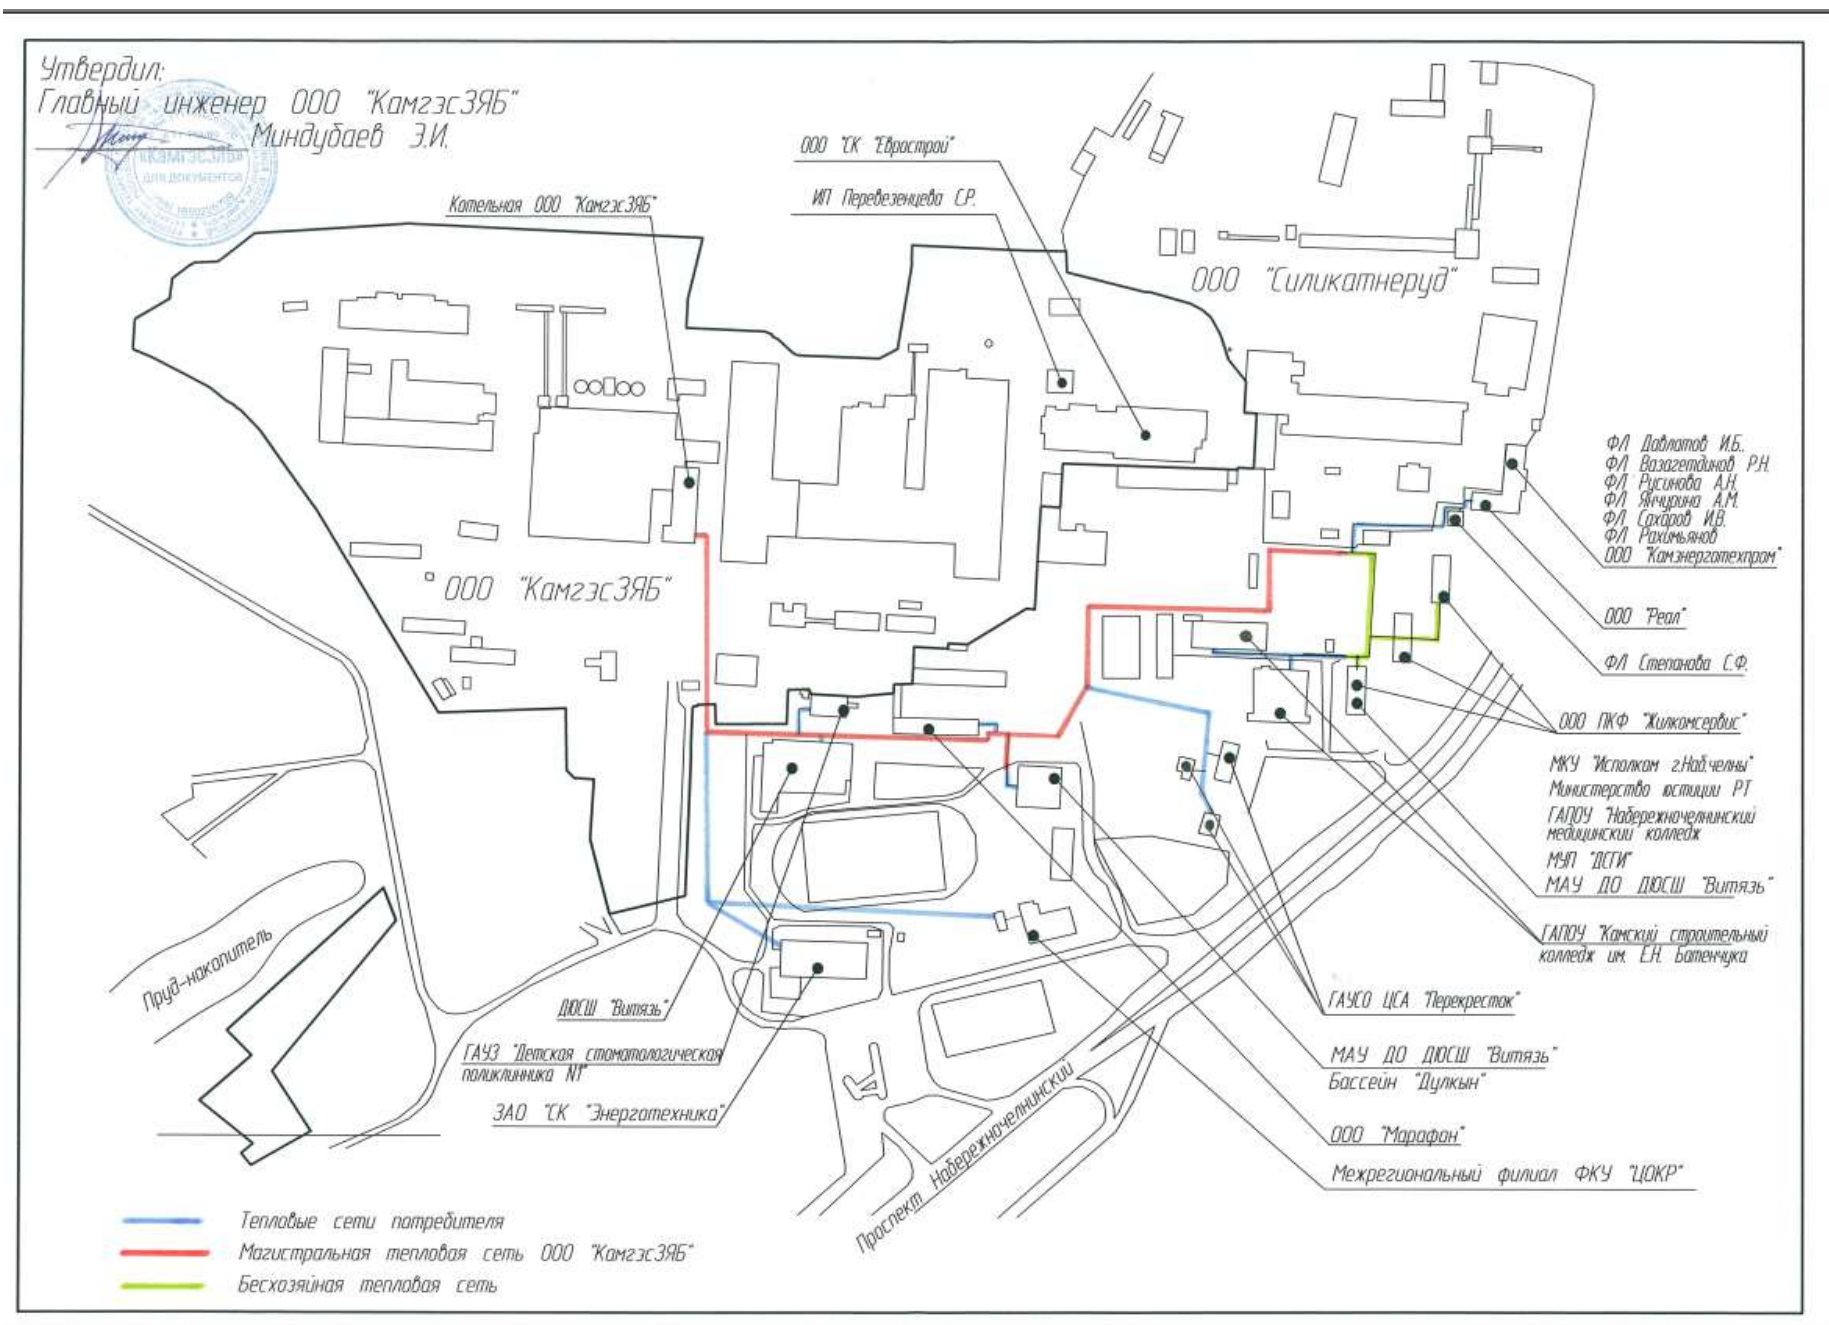 Утвердил:
Главный инженер ООО "КамгэсЗЯБ"
Миндубаев Э.И.
"КАМГЭСЗЯБ"
ДЛЯ ДОКУМЕНТОВ
Котельная ООО "КамгэсЗЯБ"
ООО "СК "Еврострой"
ИП Перевезенцева С.Р.
ООО "Силикатнеруд"
ООО "КамгэсЗЯБ"
ФЛ Давлатов И.Б..
ФЛ Вазагетдинов Р.Н.
ФЛ Русинова А.Н.
ФЛ Янчурина А.М.
ФЛ Сахаров И.В.
ФЛ Рахимьянов
ООО "Камэнерготехпром"
ООО "Реал"
ФЛ Степанова С.Ф.
ООО ПКФ "Жилкомсервис"
МКУ "Исполком г.Наб.челны"
Министерство юстиции РТ
ГАПОУ "Набережночелнинский
медицинский колледж
МУП "ДСГИ"
МАУ ДО ДЮСШ "Витязь"
ГАПОУ "Камский строительный
колледж им. Е.Н. Батенчука
ГАУСО ЦСА "Перекресток"
МАУ ДО ДЮСШ "Витязь"
Бассейн "Дулкын"
ООО "Марафон"
Межрегиональный филиал ФКУ "ЦОКР"
Пруд-накопитель
ДЮСШ "Витязь"
ГАУЗ "Детская стоматологическая
поликлинника N1"
ЗАО "СК "Энерготехника"
Проспект Набережночелнинский
Тепловые сети потребителя
Магистральная тепловая сеть ООО "КамгэсЗЯБ"
Бесхозяйная тепловая сеть